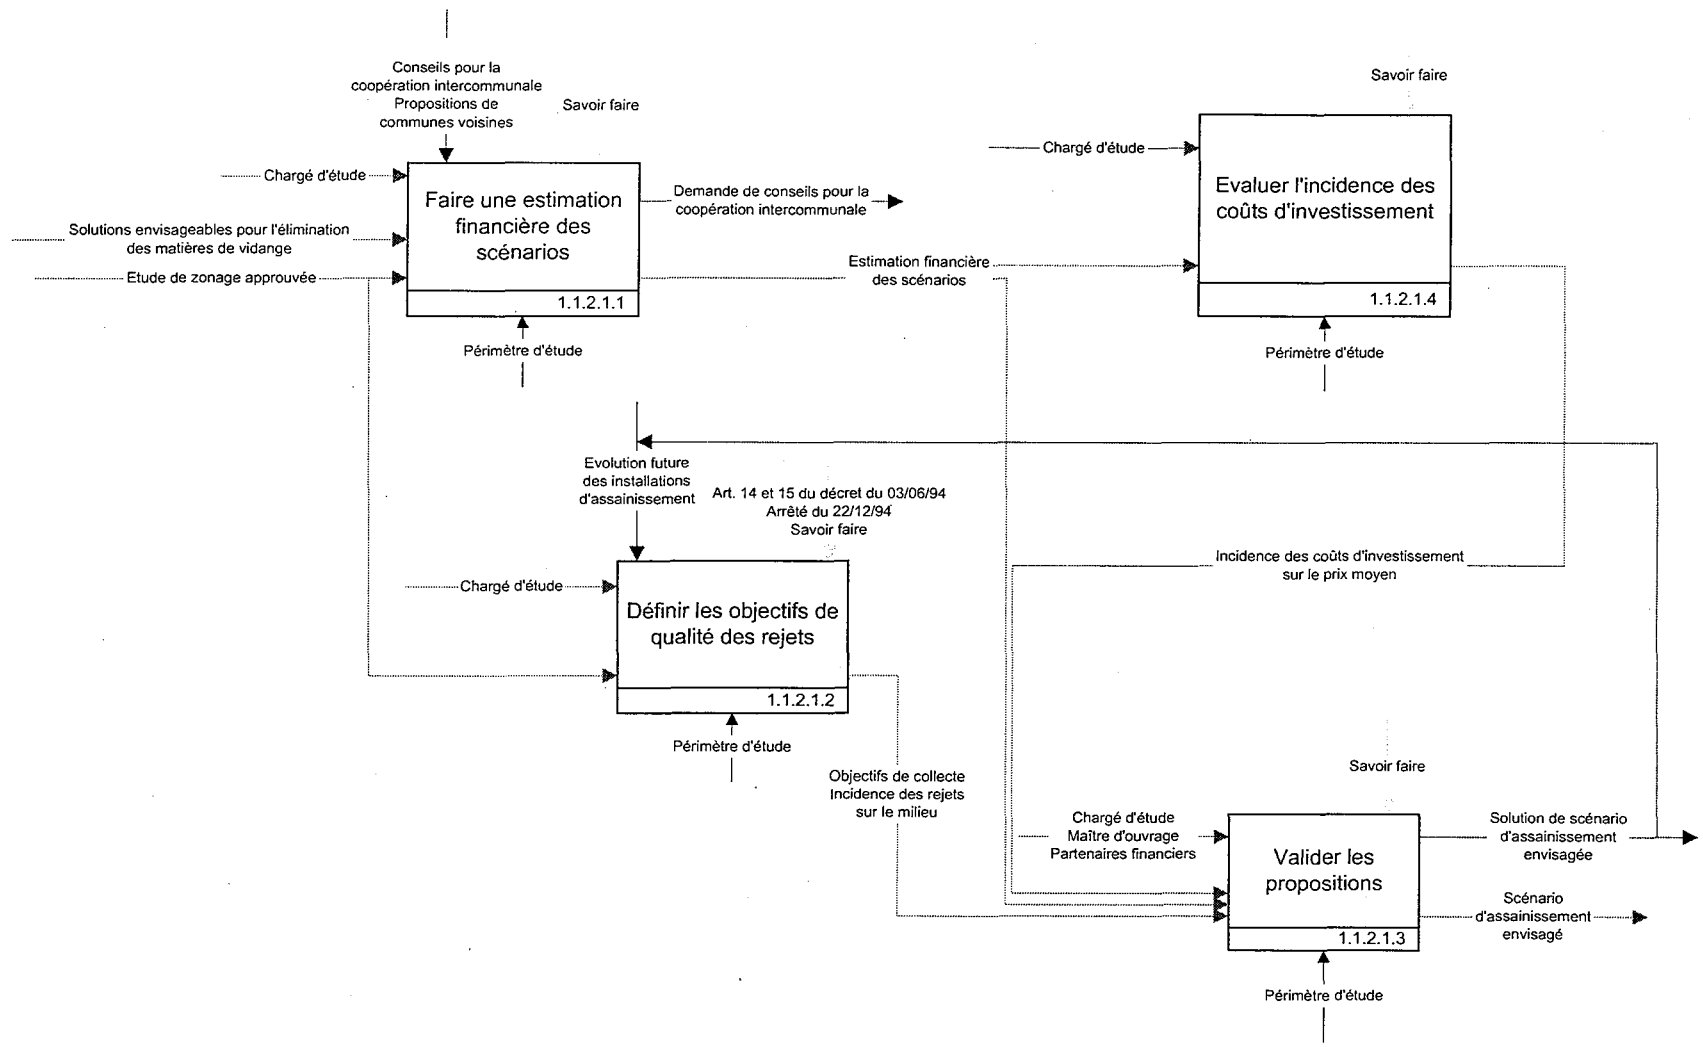 Conseils pour la
coopération intercommunale
Propositions de
communes voisines
Savoir faire
Chargé d'étude
Solutions envisageables pour l'élimination
des matières de vidange
Etude de zonage approuvée
Faire une estimation
financière des
scénarios
1.1.2.1.1
Périmètre d'étude
Demande de conseils pour la
coopération intercommunale
Estimation financière
des scénarios
Savoir faire
Chargé d'étude
Evaluer l'incidence des
coûts d'investissement
1.1.2.1.4
Périmètre d'étude
Evolution future
des installations
d'assainissement
Art. 14 et 15 du décret du 03/06/94
Arrêté du 22/12/94
Savoir faire
Chargé d'étude
Définir les objectifs de
qualité des rejets
1.1.2.1.2
Périmètre d'étude
Incidence des coûts d'investissement
sur le prix moyen
Objectifs de collecte
Incidence des rejets
sur le milieu
Savoir faire
Chargé d'étude
Maître d'ouvrage
Partenaires financiers
Valider les
propositions
1.1.2.1.3
Périmètre d'étude
Solution de scénario
d'assainissement
envisagée
Scénario
d'assainissement
envisagé